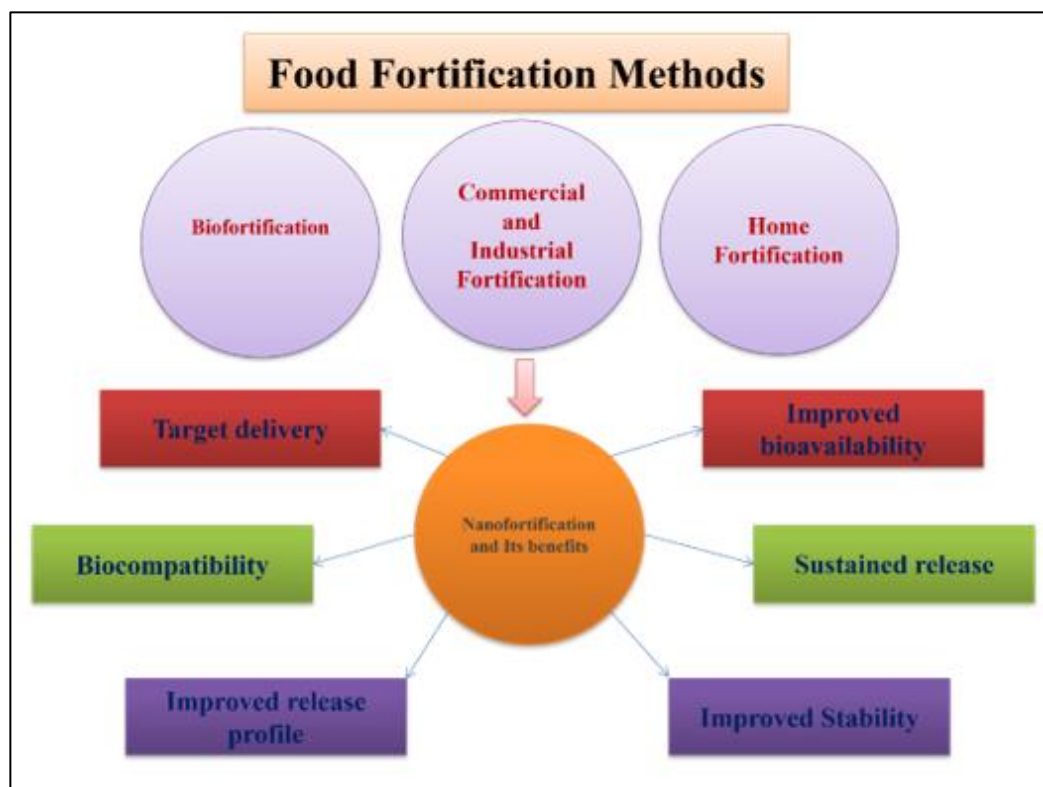 Food Fortification Methods
Biofortification
Commercial
and
Industrial
Fortification
Home
Fortification
Target delivery
Improved
bioavailability
Nanofortification
and Its benefits
Biocompatibility
Sustained release
Improved release
profile
Improved Stability